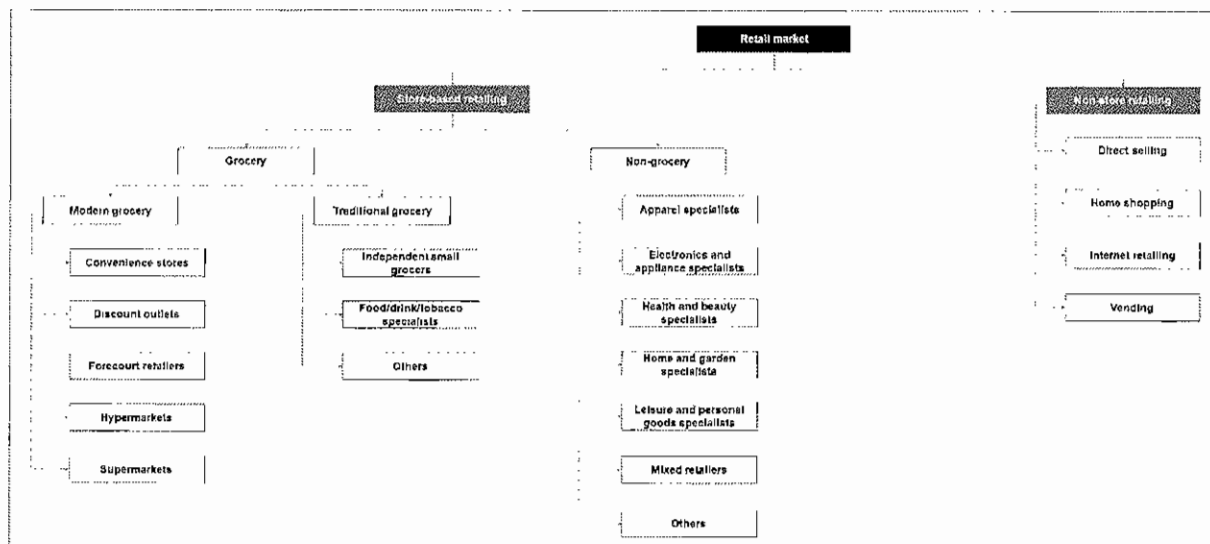 Retail market
Store-based retailing
Non-store retailing
Grocery
Non-grocery
Direct selling
Home shopping
Internet retailing
Vending
Modern grocery
Traditional grocery
Convenience stores
Discount outlets
Forecourt retailers
Hypermarkets
Supermarkets
Independent small
grocers
Food/drink/tobacco
specialists
Others
Apparel specialists
Electronics and
appliance specialists
Health and beauty
specialists
Home and garden
specialists
Leisure and personal
goods specialists
Mixed retailers
Others